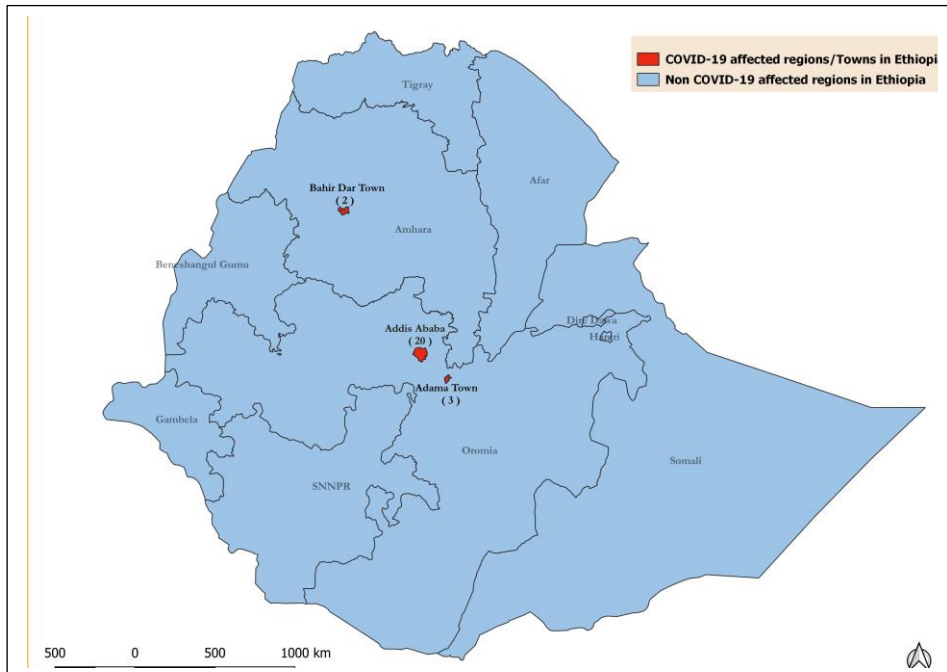 COVID-19 affected regions/Towns in Ethiopi
Non COVID-19 affected regions in Ethiopia
Tigray
Afar
Bahir Dar Town
( 2 )
Amhara
Beneshangul Gumu
Dire Dawa
Hareri
Addis Ababa
( 20 )
Adama Town
( 3 )
Gambela
Oromia
Somali
SNNPR
500 0 500 1000 km